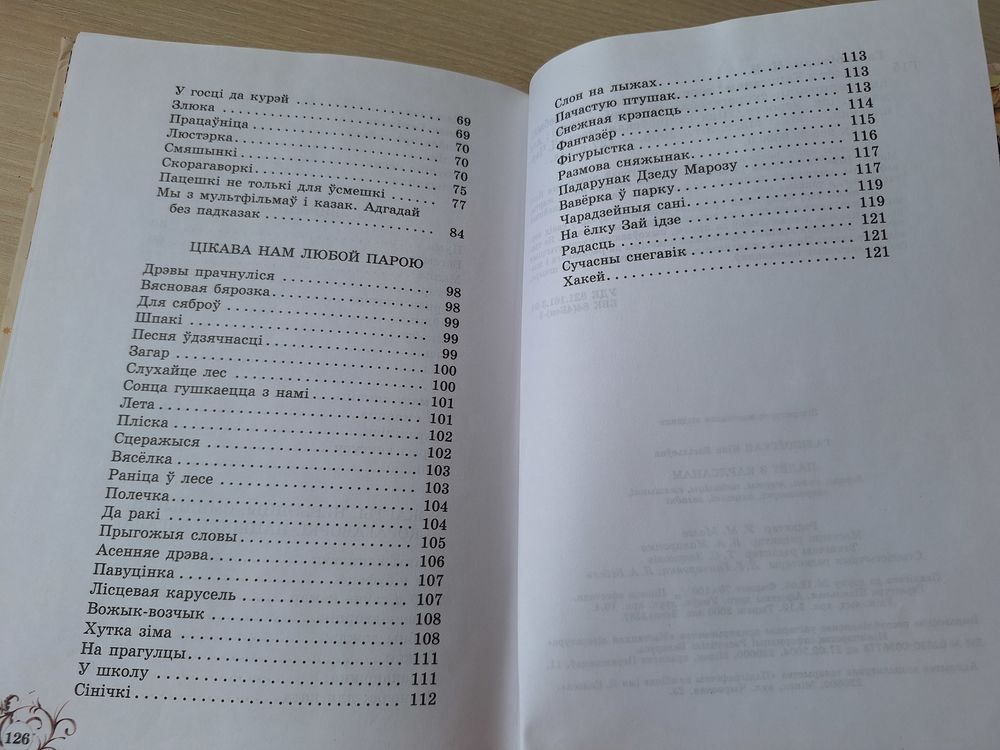 У госці да курэй ........ 69
Злюка ........ 69
Працаўніца ........ 70
Люстэрка ........ 70
Смяшынкі ........ 70
Скорагаворкі ........ 75
Пацешкі не толькі для ўсмешкі ........ 77
Мы з мультфільмаў і казак. Адгадай
без падказак ........ 84
ЦІКАВА НАМ ЛЮБОЙ ПАРОЮ
Дрэвы прачнуліся ........ 98
Вясновая бярозка ........ 98
Для сяброў ........ 99
Шпакі ........ 99
Песня ўдзячнасці ........ 99
Загар ........ 100
Слухайце лес ........ 100
Сонца гушкаецца з намі ........ 101
Лета ........ 101
Пліска ........ 102
Сцеражыся ........ 102
Вясёлка ........ 103
Раніца ў лесе ........ 103
Полечка ........ 104
Да ракі ........ 104
Прыгожыя словы ........ 105
Асенняе дрэва ........ 106
Павуцінка ........ 107
Лісцевая карусель ........ 107
Вожык-возчык ........ 108
Хутка зіма ........ 108
На прагулцы ........ 111
У школу ........ 111
Сінічкі ........ 112
126
Слон на лыжах ........ 113
Пачастую птушак ........ 113
Снежная крэпасць ........ 113
Фантазёр ........ 114
Фігурыстка ........ 115
Размова сняжынак ........ 116
Падарунак Дзеду Марозу ........ 117
Вавёрка ў парку ........ 117
Чарадзейныя сані ........ 119
На ёлку Зай ідзе ........ 119
Радасць ........ 121
Сучасны снегавік ........ 121
Хакей ........ 121